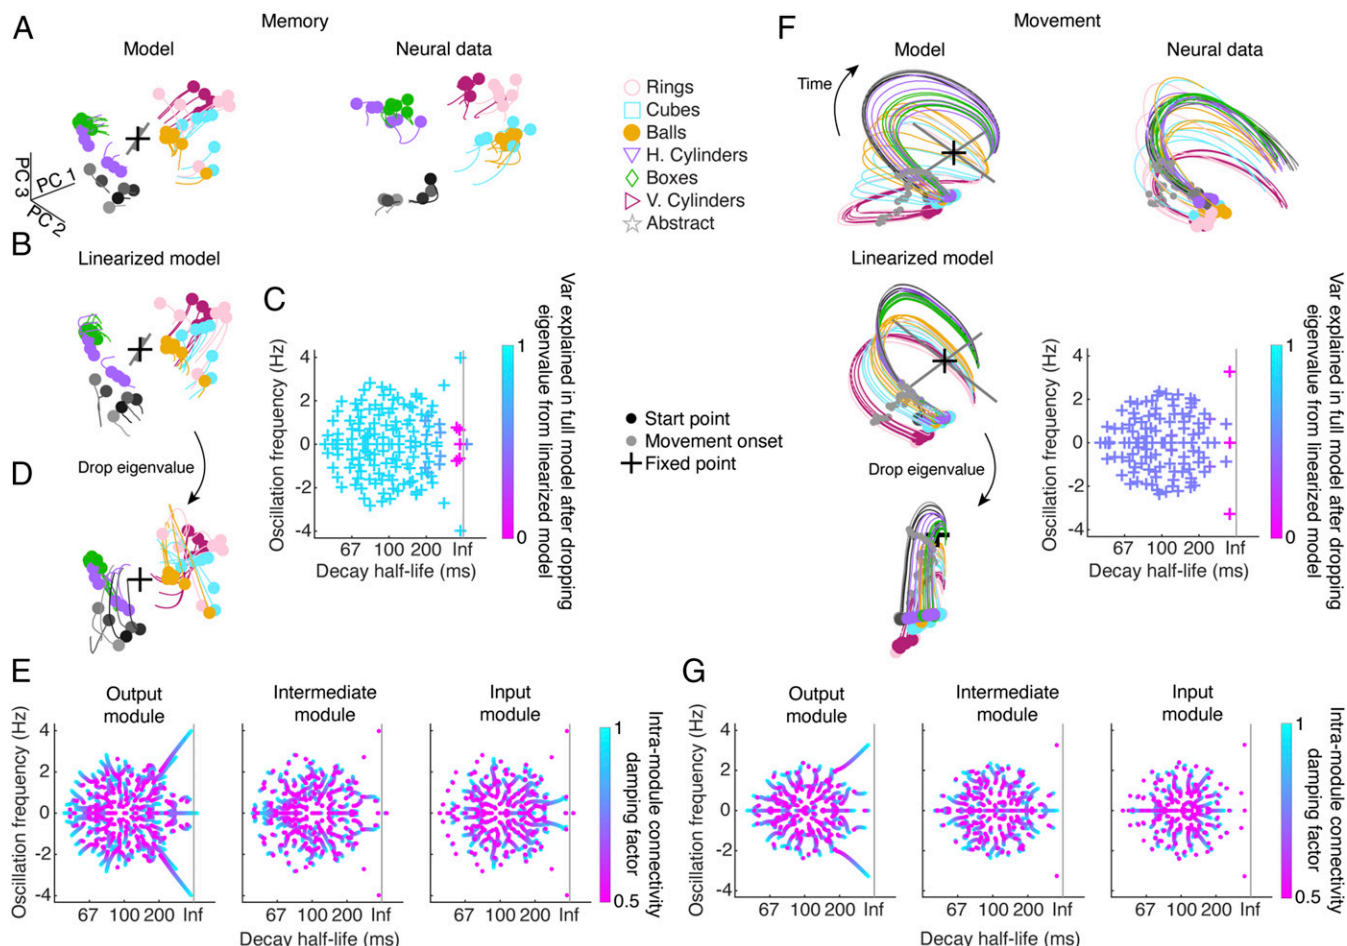 A
Memory
Model
Neural data
PC 3
PC 1
PC 2
Rings
Cubes
Balls
H. Cylinders
Boxes
V. Cylinders
Abstract
B
Linearized model
C
Oscillation frequency (Hz)
4
2
0
-2
-4
67 100 200 Inf
Decay half-life (ms)
1
0
Var explained in full model after dropping
eigenvalue from linearized model
Start point
Movement onset
Fixed point
Drop eigenvalue
D
E
Output
module
Intermediate
module
Input
module
Oscillation frequency (Hz)
4
2
0
-2
-4
67 100 200 Inf
67 100 200 Inf
67 100 200 Inf
Decay half-life (ms)
1
0.5
Intra-module connectivity
damping factor
F
Movement
Model
Neural data
Time
Linearized model
Drop eigenvalue
Oscillation frequency (Hz)
4
2
0
-2
-4
67 100 200 Inf
Decay half-life (ms)
1
0
Var explained in full model after dropping
eigenvalue from linearized model
G
Output
module
Intermediate
module
Input
module
Oscillation frequency (Hz)
4
2
0
-2
-4
67 100 200 Inf
67 100 200 Inf
67 100 200 Inf
Decay half-life (ms)
1
0.5
Intra-module connectivity
damping factor